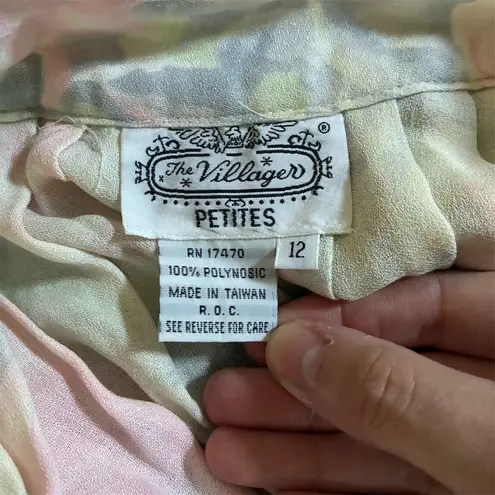 The Villager ®
PETITES
12
RN 17470
100% POLYNOSIC
MADE IN TAIWAN
R.O.C.
SEE REVERSE FOR CARE